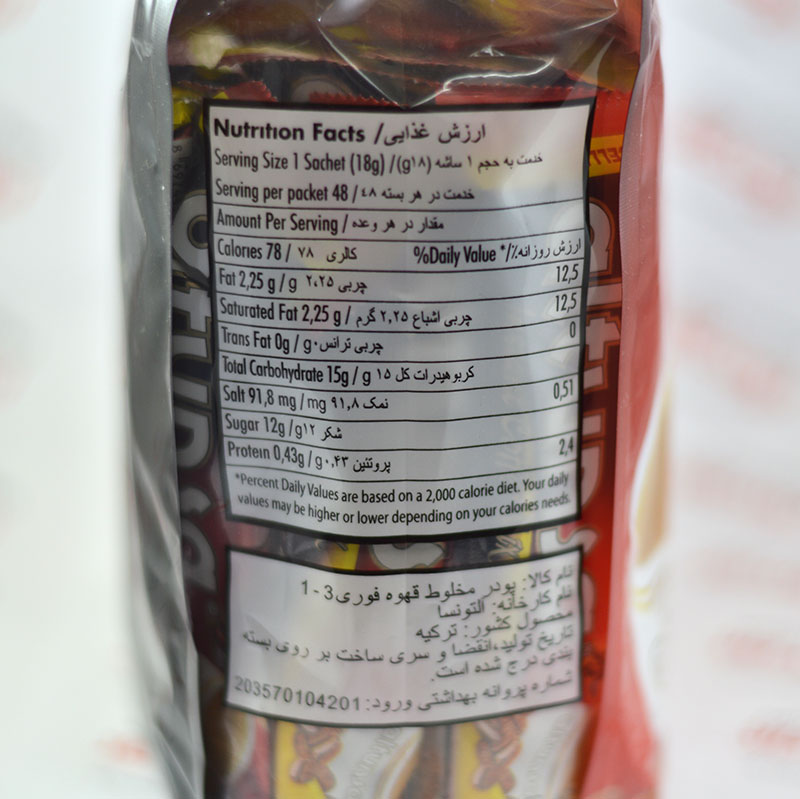 Nutrition Facts / ارزش غذایی
Serving Size 1 Sachet (18g)/(g۱۸) خدمت به حجم ۱ ساشه
Serving per packet 48 / خدمت در هر بسته ۴۸
Amount Per Serving / مقدار در هر وعده
Calories 78 / ۷۸ کالری %Daily Value */٪ارزش روزانه
Fat 2,25 g / g ۲،۲۵ چربی 12,5
Saturated Fat 2,25 g / چربی اشباع ۲,۲۵ گرم 12,5
Trans Fat 0g / g۰ چربی ترانس 0
Total Carbohydrate 15g / g ۱۵ کربوهیدرات کل
Salt 91,8 mg / mg ۹۱,۸ نمک 0,51
Sugar 12g / g۱۲ شکر
Protein 0,43g / g۰,۴۳ پروتئین 2,4
*Percent Daily Values are based on a 2,000 calorie diet. Your daily
values may be higher or lower depending on your calories needs.
نام کالا: پودر مخلوط قهوه فوری 3-1
نام کارخانه: التونسا
محصول کشور: ترکیه
تاریخ تولید،انقضا و سری ساخت بر روی بسته
بندی درج شده است.
شماره پروانه بهداشتی ورود: 203570104201